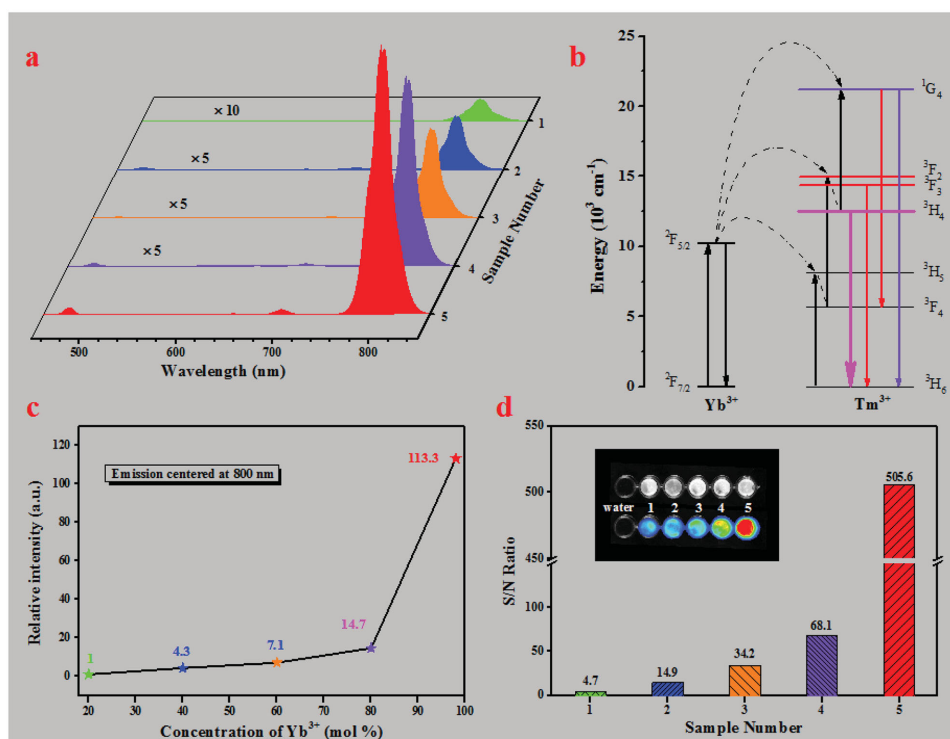 a
× 10
× 5
× 5
× 5
1
2
3
4
5
Sample Number
500
600
700
800
Wavelength (nm)
b
25
20
15
10
5
0
Energy (10³ cm⁻¹)
²F₅/₂
²F₇/₂
Yb³⁺
Tm³⁺
¹G₄
³F₂
³F₃
³H₄
³H₅
³F₄
³H₆
c
120
100
80
60
40
20
0
Relative intensity (a.u.)
Emission centered at 800 nm
1
4.3
7.1
14.7
113.3
20
30
40
50
60
70
80
90
100
Concentration of Yb³⁺ (mol %)
d
550
500
450
100
50
0
S/N Ratio
water 1 2 3 4 5
4.7
14.9
34.2
68.1
505.6
1
2
3
4
5
Sample Number